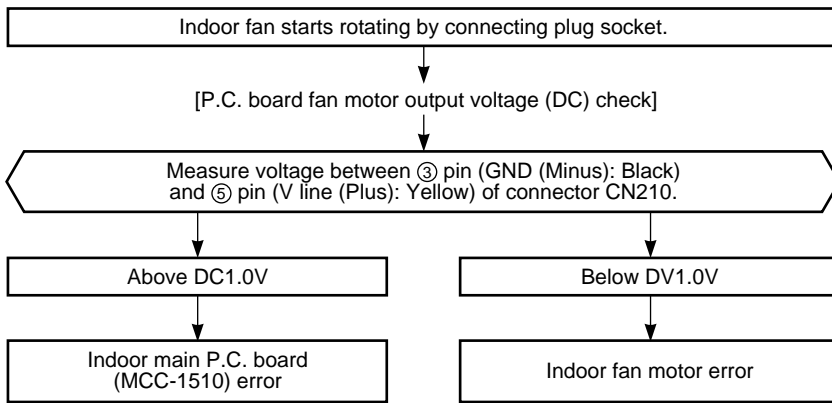 Indoor fan starts rotating by connecting plug socket.
[P.C. board fan motor output voltage (DC) check]
Measure voltage between ③ pin (GND (Minus): Black)
and ⑤ pin (V line (Plus): Yellow) of connector CN210.
Above DC1.0V
Below DV1.0V
Indoor main P.C. board
(MCC-1510) error
Indoor fan motor error